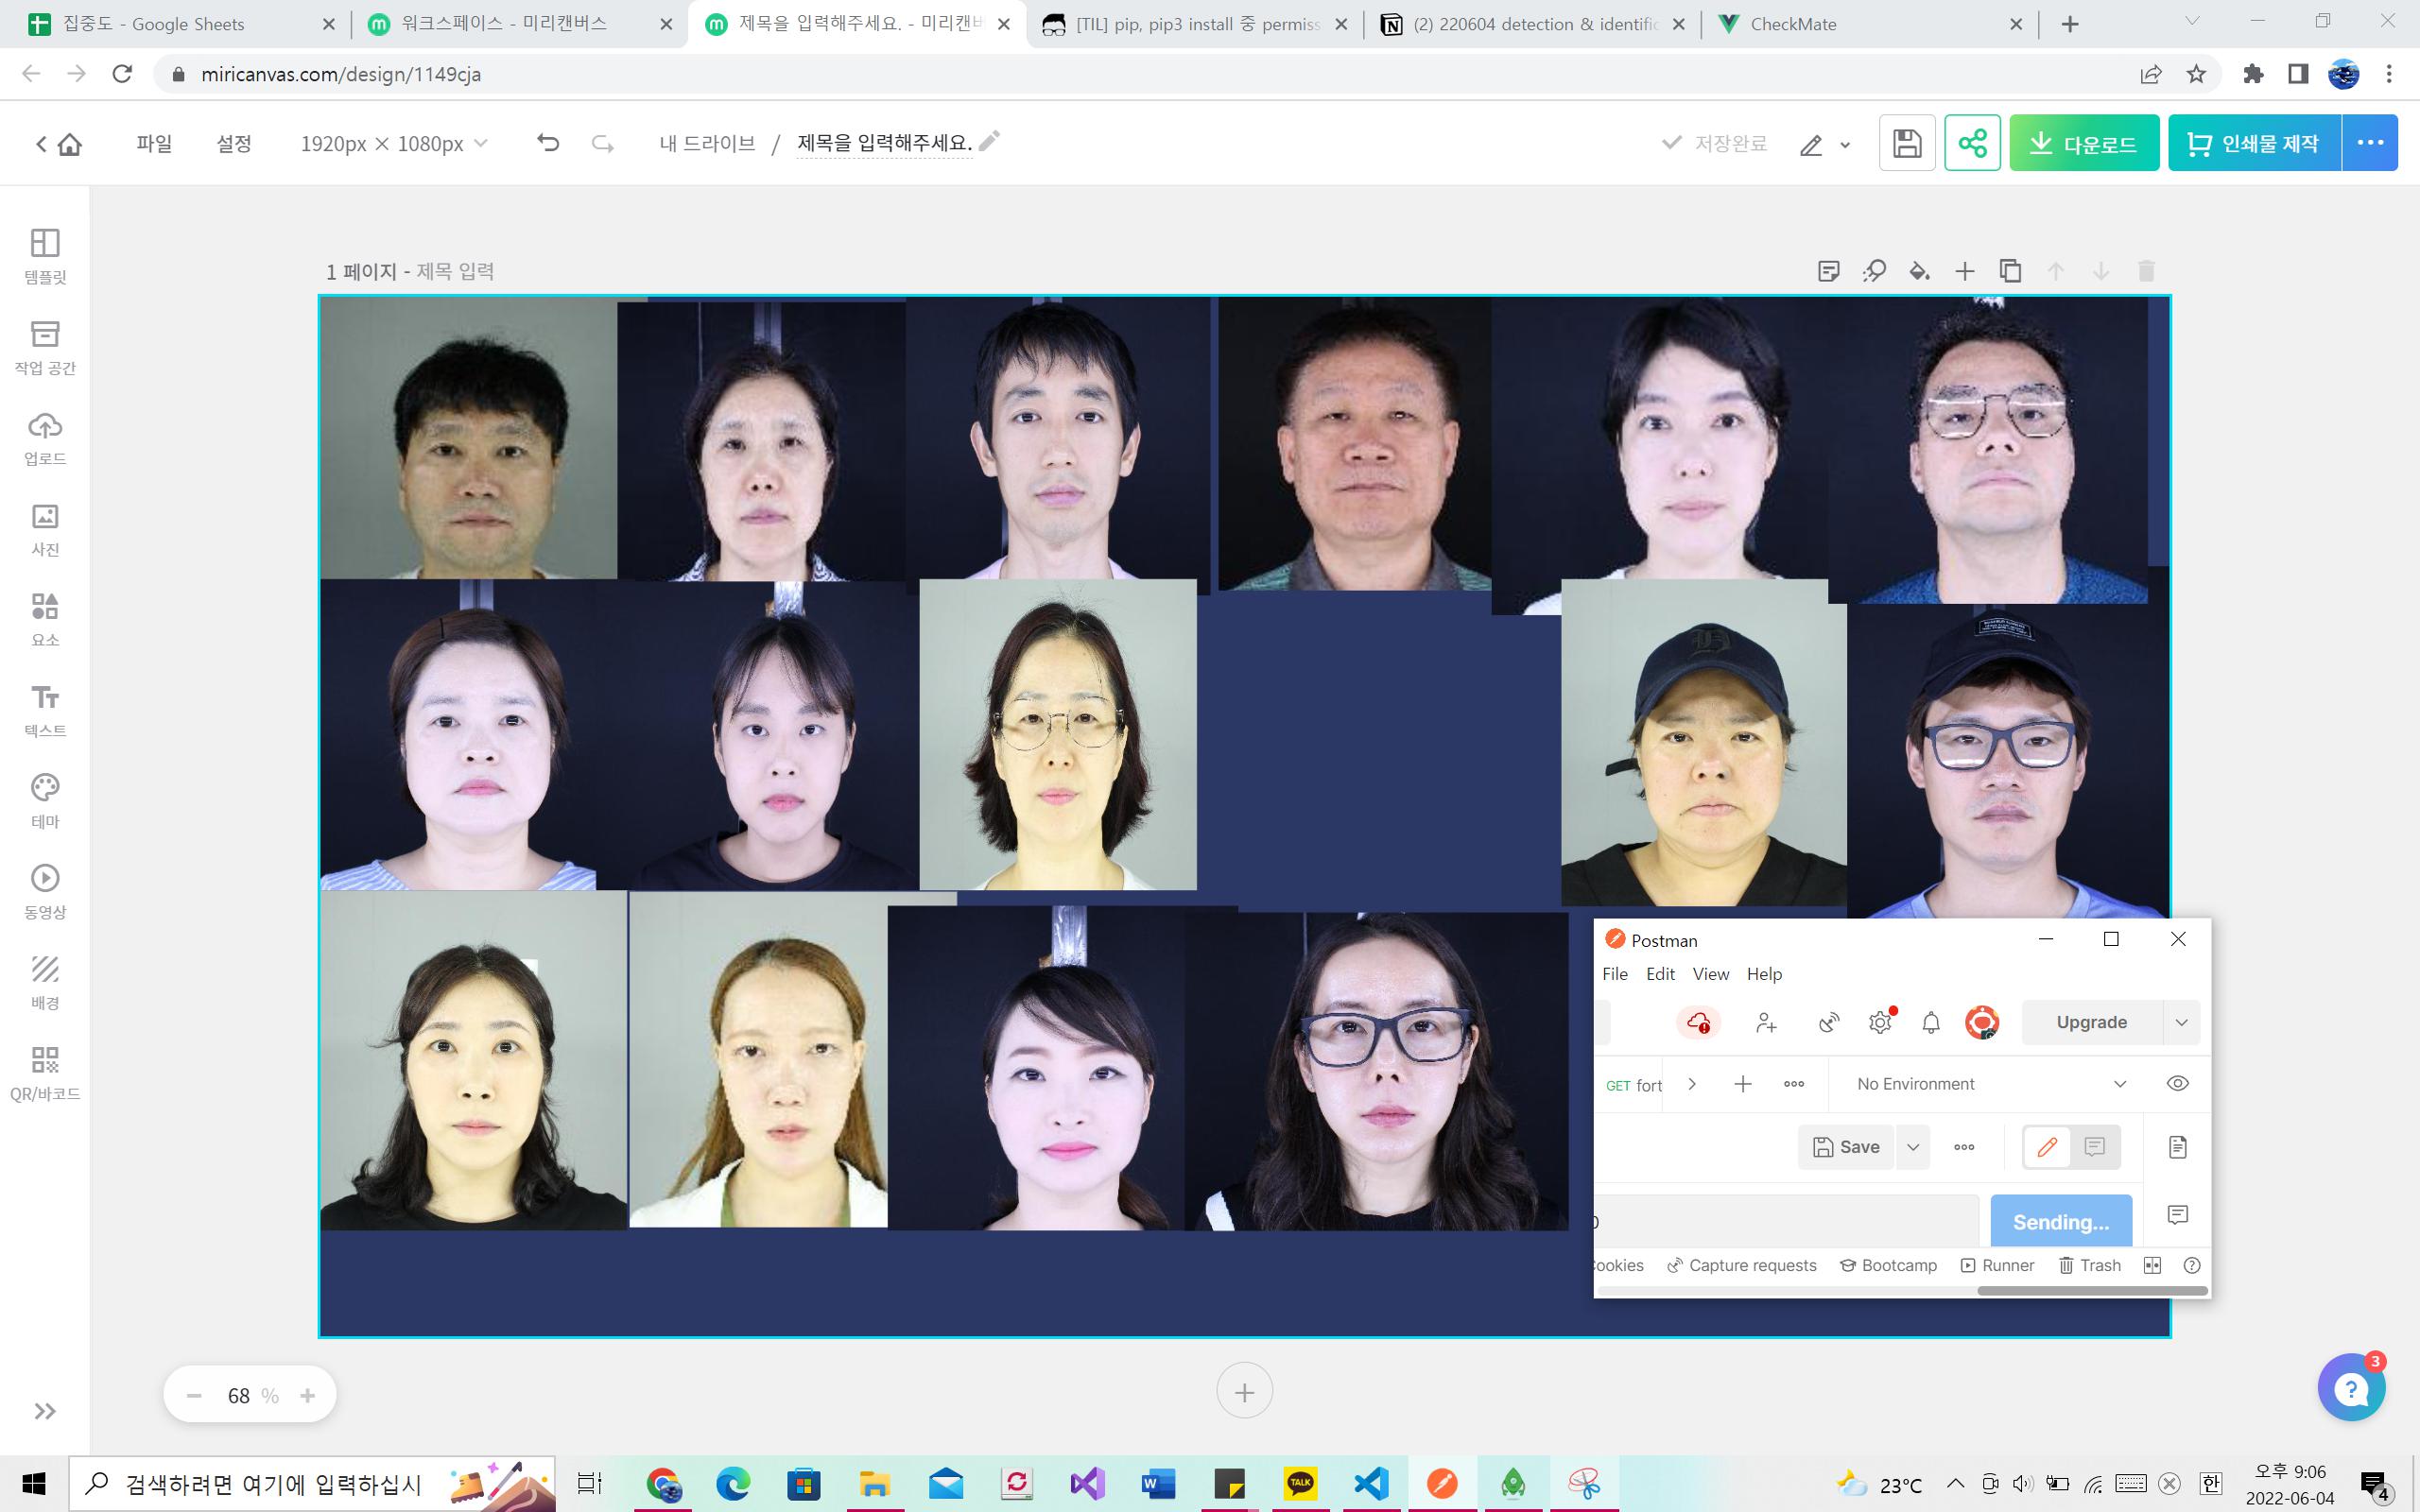 집중도 - Google Sheets
워크스페이스 - 미리캔버스
제목을 입력해주세요. - 미리캔버
[TIL] pip, pip3 install 중 permiss
(2) 220604 detection & identific
CheckMate
miricanvas.com/design/1149cja
파일 설정 1920px × 1080px 내 드라이브 / 제목을 입력해주세요. 저장완료 다운로드 인쇄물 제작
템플릿
작업 공간
업로드
사진
요소
텍스트
테마
동영상
배경
QR/바코드
1 페이지 - 제목 입력
Postman
File Edit View Help
Upgrade
GET fort
No Environment
Save
Sending...
ookies Capture requests Bootcamp Runner Trash
68 %
3
검색하려면 여기에 입력하십시
TALK
23°C
한
오후 9:06
2022-06-04
4